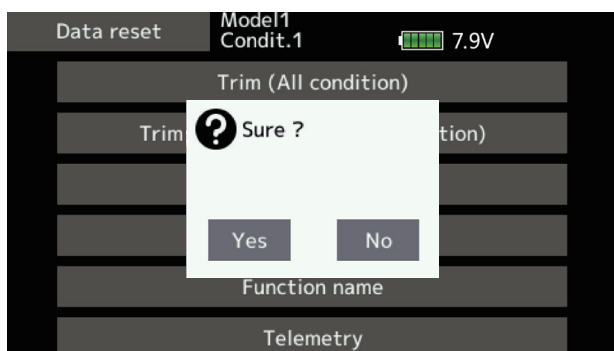 Data reset
Model1
Condit.1
7.9V
Trim (All condition)
Trim
tion)
Sure ?
Yes
No
Function name
Telemetry